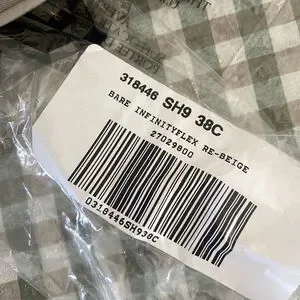 318446 SH9 38C
BARE INFINITYFLEX RE-BEIGE
27029800
0318446SH938C